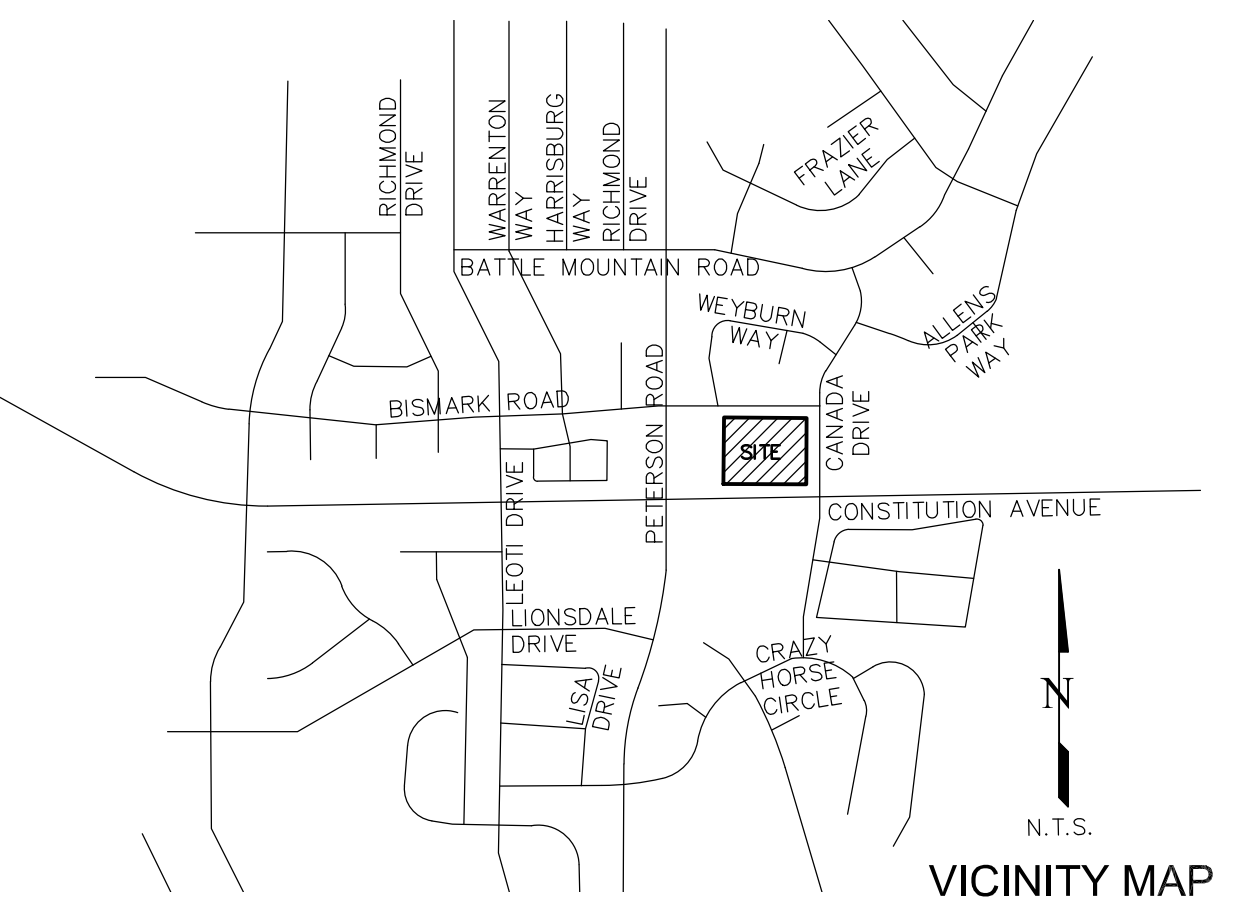 RICHMOND
DRIVE
WARRENTON
WAY
HARRISBURG
WAY
RICHMOND
DRIVE
FRAZIER
LANE
BATTLE MOUNTAIN ROAD
WEYBURN
WAY
ALLENS
PARK
WAY
BISMARK ROAD
PETERSON ROAD
CANADA
DRIVE
SITE
LEOTI DRIVE
CONSTITUTION AVENUE
LIONSDALE
DRIVE
LISA
DRIVE
CRAZY
HORSE
CIRCLE
N
N.T.S.
VICINITY MAP